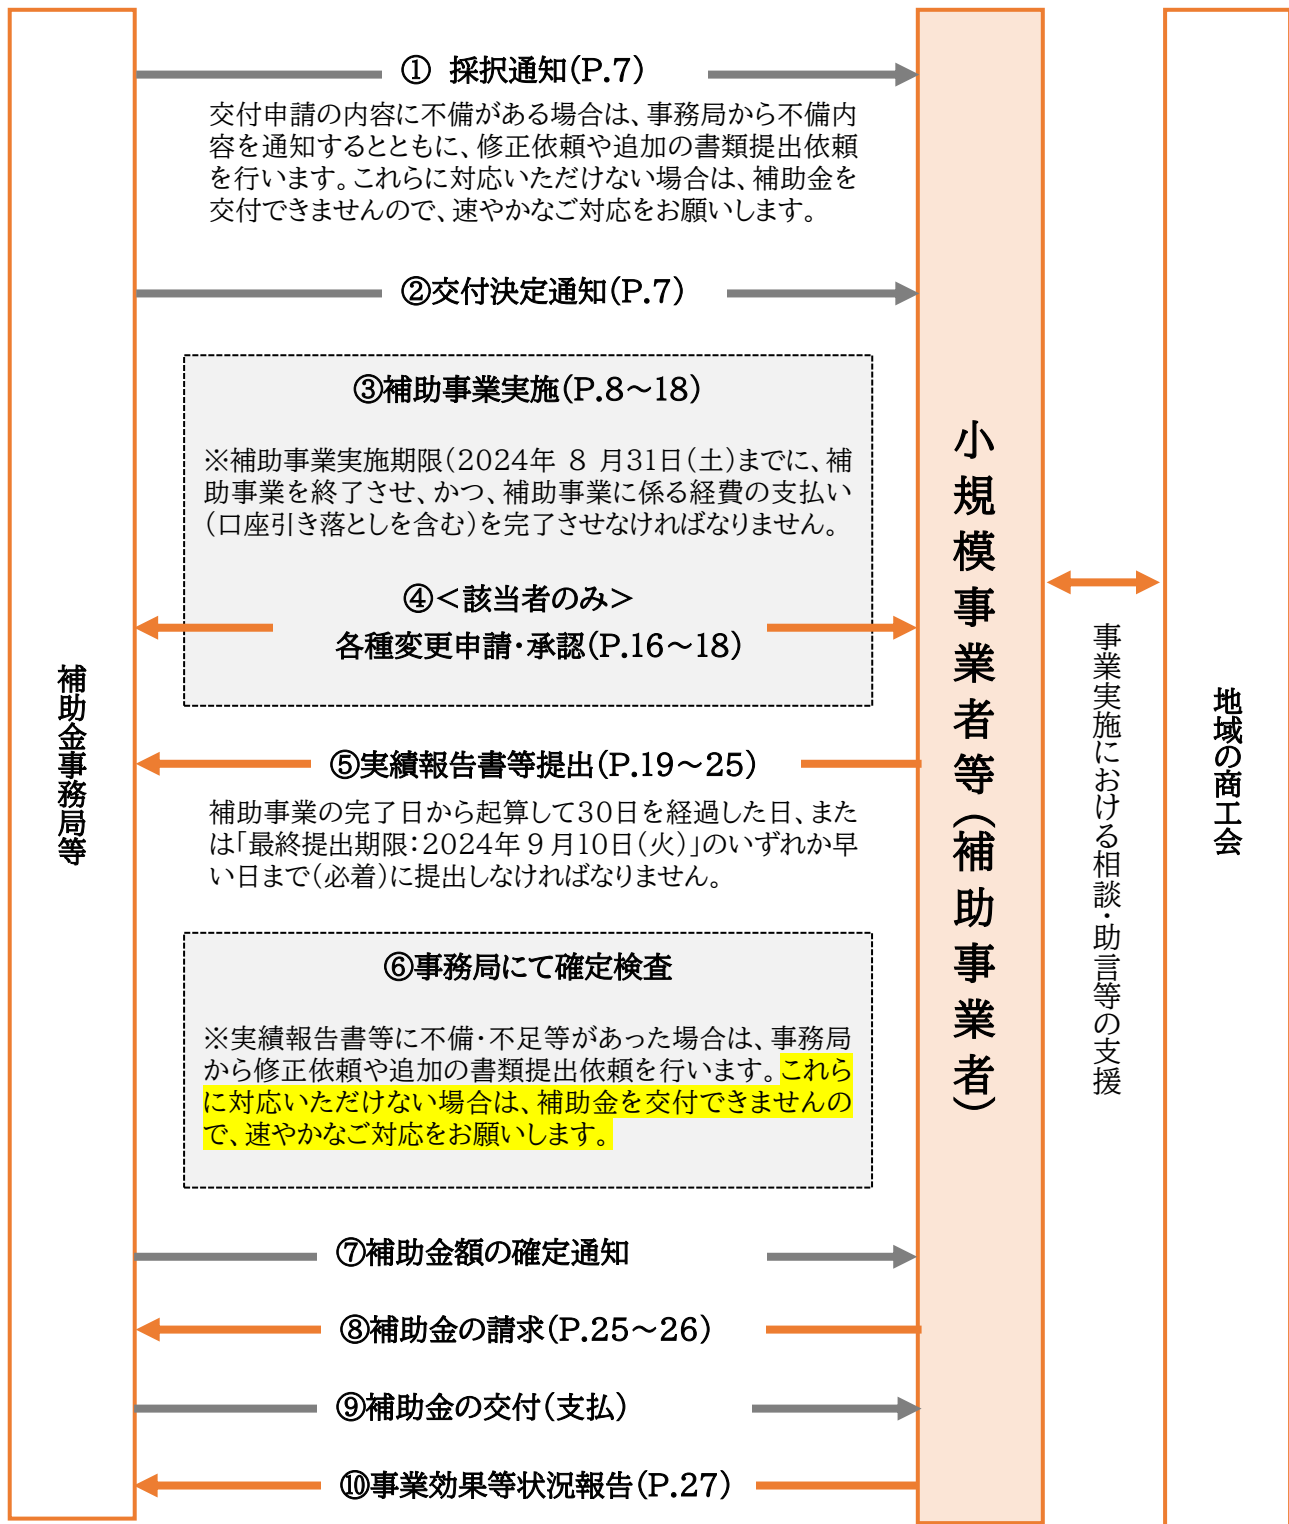 ① 採択通知(P.7)
交付申請の内容に不備がある場合は、事務局から不備内
容を通知するとともに、修正依頼や追加の書類提出依頼
を行います。これらに対応いただけない場合は、補助金を
交付できませんので、速やかなご対応をお願いします。
②交付決定通知(P.7)
③補助事業実施(P.8～18)
※補助事業実施期限(2024年 8 月31日(土)までに、補
助事業を終了させ、かつ、補助事業に係る経費の支払い
(口座引き落としを含む)を完了させなければなりません。
④<該当者のみ>
各種変更申請・承認(P.16～18)
⑤実績報告書等提出(P.19～25)
補助事業の完了日から起算して30日を経過した日、また
は「最終提出期限：2024年 9 月10日(火)」のいずれか早
い日まで(必着)に提出しなければなりません。
⑥事務局にて確定検査
※実績報告書等に不備・不足等があった場合は、事務局
から修正依頼や追加の書類提出依頼を行います。これら
に対応いただけない場合は、補助金を交付できませんの
で、速やかなご対応をお願いします。
⑦補助金額の確定通知
⑧補助金の請求(P.25～26)
⑨補助金の交付(支払)
⑩事業効果等状況報告(P.27)
補助金事務局等
小規模事業者等(補助事業者)
事業実施における相談・助言等の支援
地域の商工会